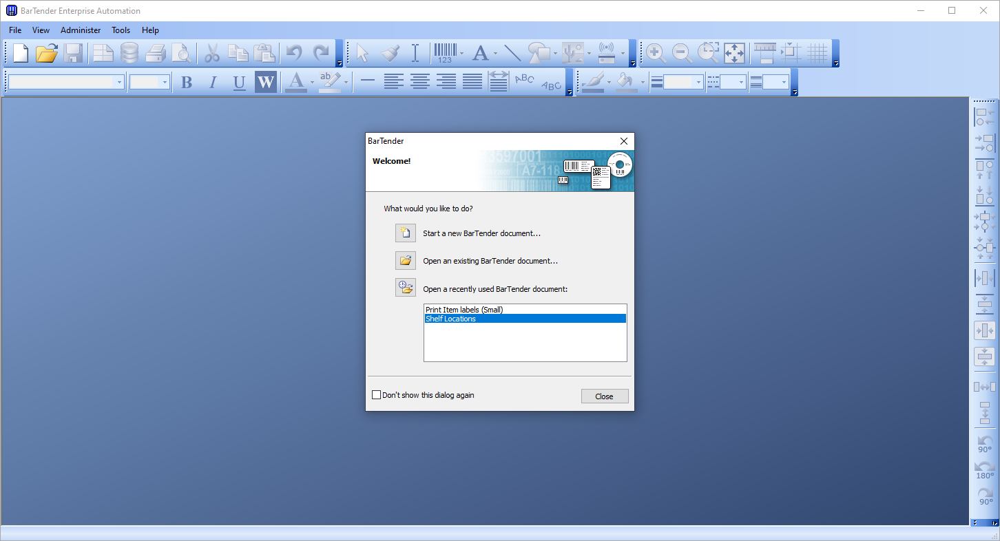 BarTender Enterprise Automation
File View Administer Tools Help
123 A
B I U W A ab ABC ABC
BarTender
Welcome!
3597001
A7-118
What would you like to do?
Start a new BarTender document...
Open an existing BarTender document...
Open a recently used BarTender document:
Print Item labels (Small)
Shelf Locations
Don't show this dialog again
Close
90°
180°
90°